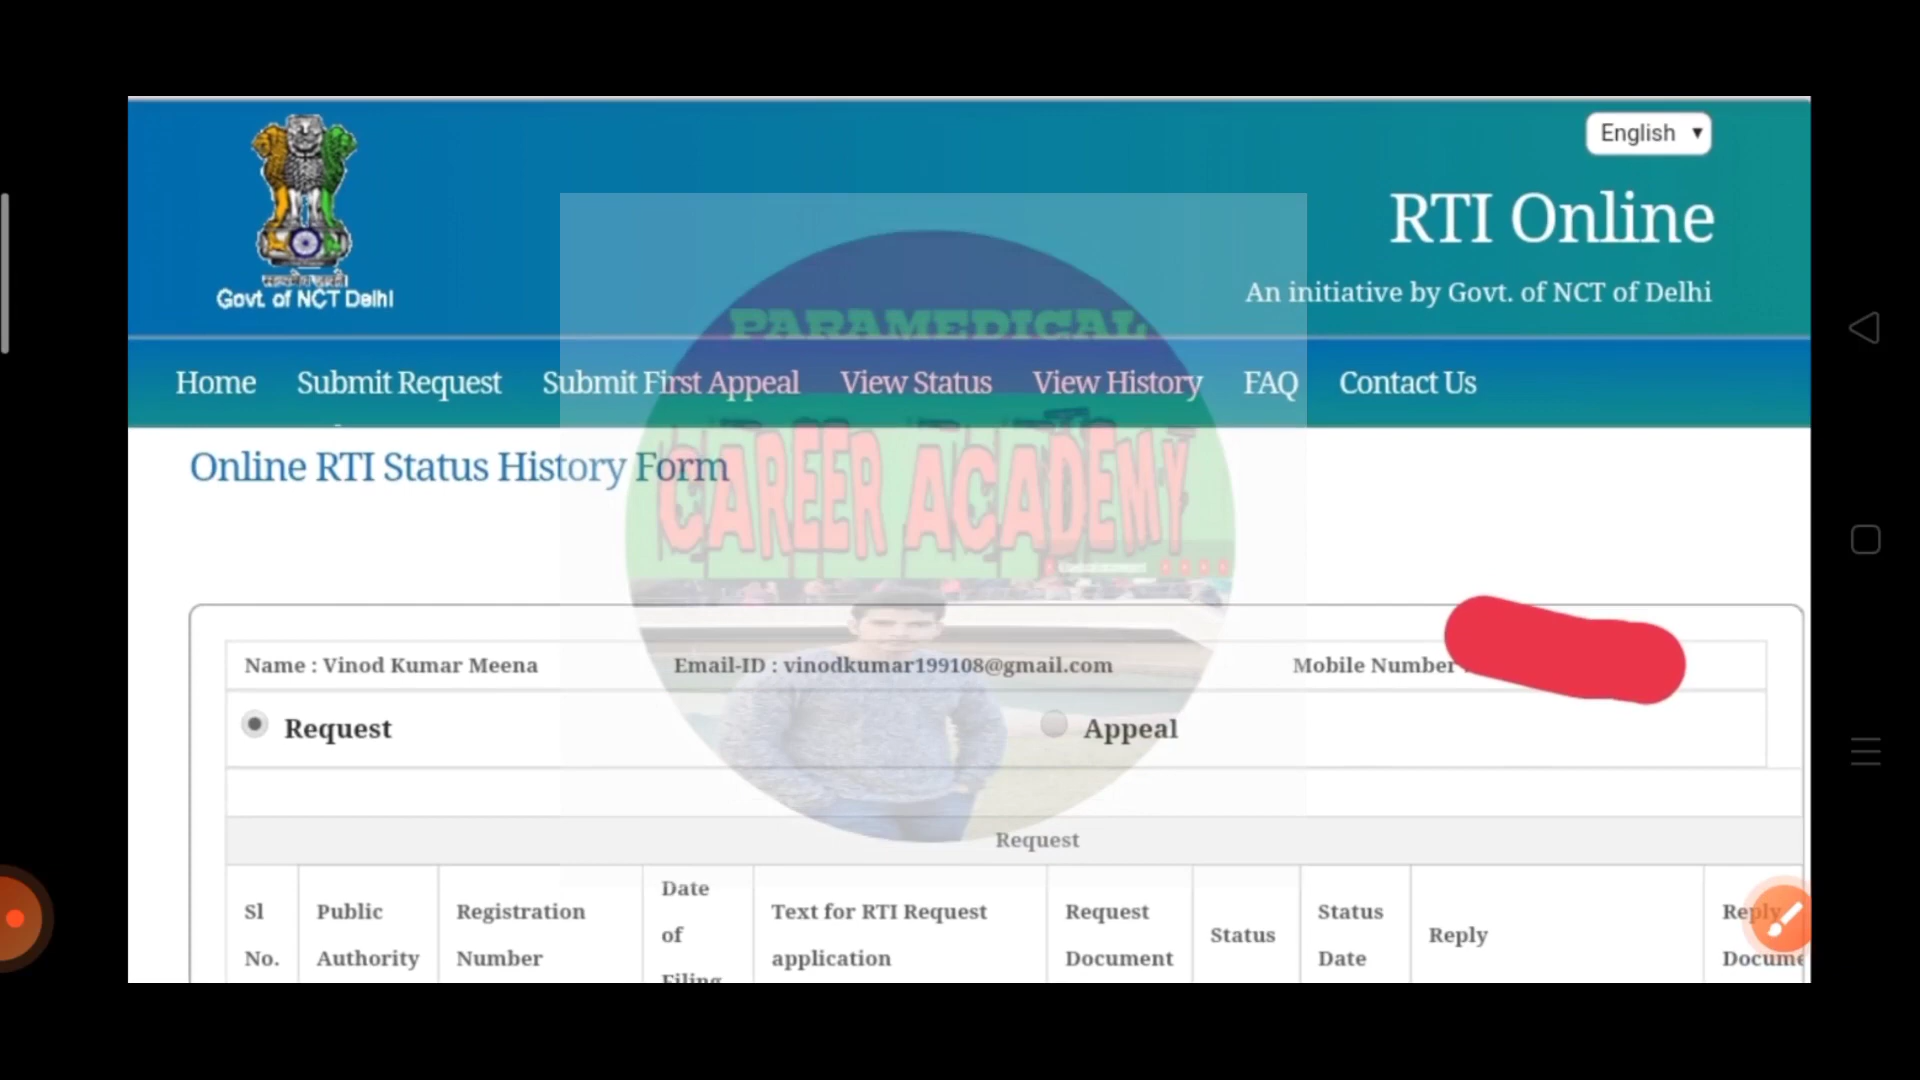 English ▼
RTI Online
Govt. of NCT Delhi
An initiative by Govt. of NCT of Delhi
PARAMEDICAL
Home Submit Request Submit First Appeal View Status View History FAQ Contact Us
CAREER ACADEMY
Online RTI Status History Form
Name : Vinod Kumar Meena Email-ID : vinodkumar199108@gmail.com Mobile Number
Request Appeal
Request
Sl No. Public Authority Registration Number Date of Filing Text for RTI Request application Request Document Status Status Date Reply Reply